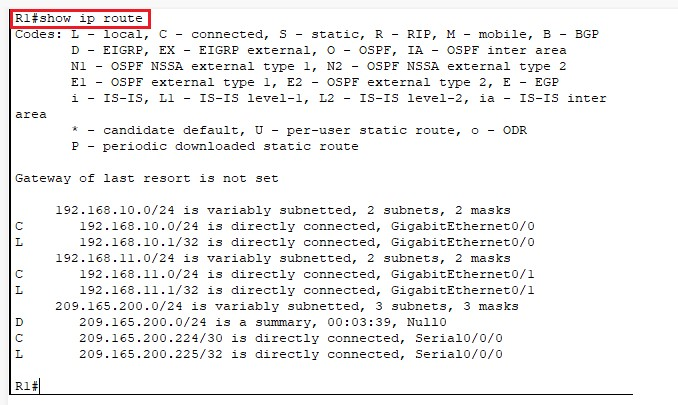 R1#show ip route
Codes: L - local, C - connected, S - static, R - RIP, M - mobile, B - BGP
D - EIGRP, EX - EIGRP external, O - OSPF, IA - OSPF inter area
N1 - OSPF NSSA external type 1, N2 - OSPF NSSA external type 2
E1 - OSPF external type 1, E2 - OSPF external type 2, E - EGP
i - IS-IS, L1 - IS-IS level-1, L2 - IS-IS level-2, ia - IS-IS inter
area
* - candidate default, U - per-user static route, o - ODR
P - periodic downloaded static route
Gateway of last resort is not set
192.168.10.0/24 is variably subnetted, 2 subnets, 2 masks
C 192.168.10.0/24 is directly connected, GigabitEthernet0/0
L 192.168.10.1/32 is directly connected, GigabitEthernet0/0
192.168.11.0/24 is variably subnetted, 2 subnets, 2 masks
C 192.168.11.0/24 is directly connected, GigabitEthernet0/1
L 192.168.11.1/32 is directly connected, GigabitEthernet0/1
209.165.200.0/24 is variably subnetted, 3 subnets, 3 masks
D 209.165.200.0/24 is a summary, 00:03:39, Null0
C 209.165.200.224/30 is directly connected, Serial0/0/0
L 209.165.200.225/32 is directly connected, Serial0/0/0
R1#